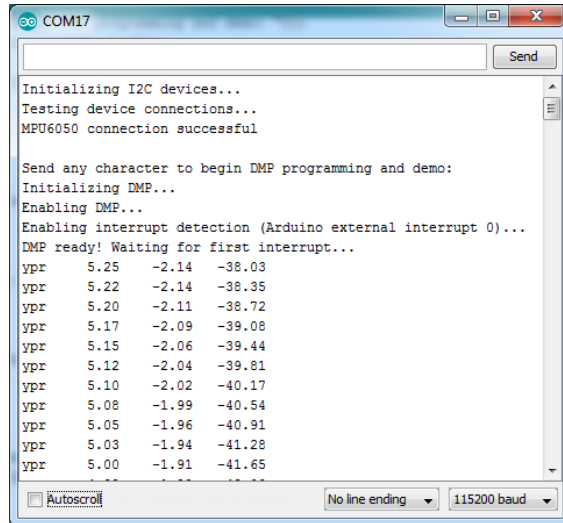 COM17
Send
Initializing I2C devices...
Testing device connections...
MPU6050 connection successful
Send any character to begin DMP programming and demo:
Initializing DMP...
Enabling DMP...
Enabling interrupt detection (Arduino external interrupt 0)...
DMP ready! Waiting for first interrupt...
ypr 5.25 -2.14 -38.03
ypr 5.22 -2.14 -38.35
ypr 5.20 -2.11 -38.72
ypr 5.17 -2.09 -39.08
ypr 5.15 -2.06 -39.44
ypr 5.12 -2.04 -39.81
ypr 5.10 -2.02 -40.17
ypr 5.08 -1.99 -40.54
ypr 5.05 -1.96 -40.91
ypr 5.03 -1.94 -41.28
ypr 5.00 -1.91 -41.65
Autoscroll No line ending 115200 baud